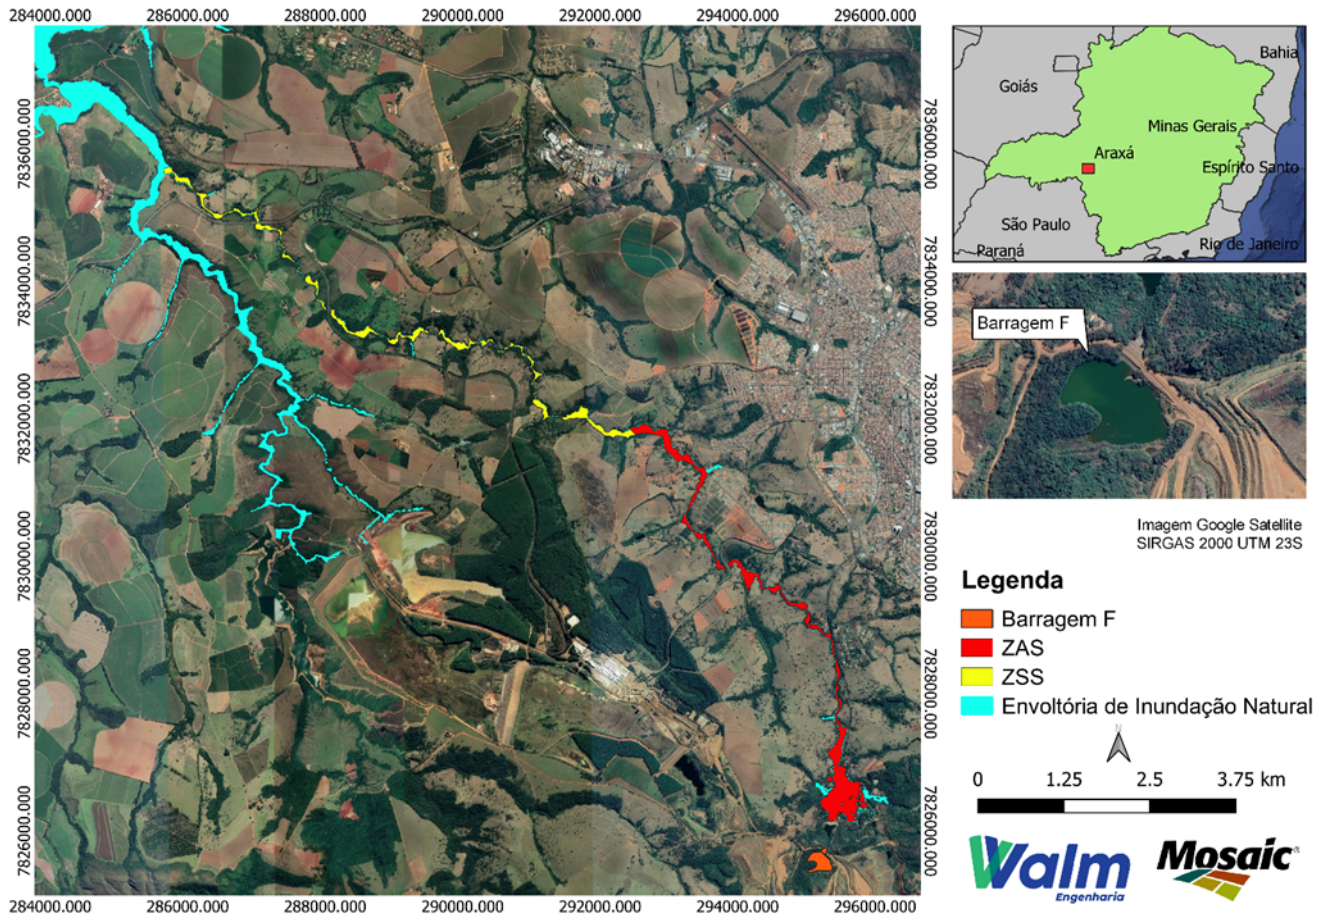 284000.000 286000.000 288000.000 290000.000 292000.000 294000.000 296000.000
7836000.000
7834000.000
7832000.000
7830000.000
7828000.000
7826000.000
7836000.000
7834000.000
7832000.000
7830000.000
7828000.000
7826000.000
284000.000 286000.000 288000.000 290000.000 292000.000 294000.000 296000.000
Bahia
Goiás
Minas Gerais
Araxá
Espírito Santo
São Paulo
Rio de Janeiro
Paraná
Barragem F
Imagem Google Satellite
SIRGAS 2000 UTM 23S
Legenda
Barragem F
ZAS
ZSS
Envoltória de Inundação Natural
N
0 1.25 2.5 3.75 km
Walm
Engenharia
Mosaic